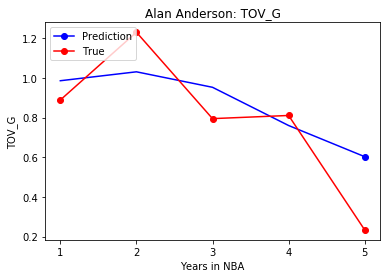 Alan Anderson: TOV_G
Prediction
True
TOV_G
1.2
1.0
0.8
0.6
0.4
0.2
1 2 3 4 5
Years in NBA